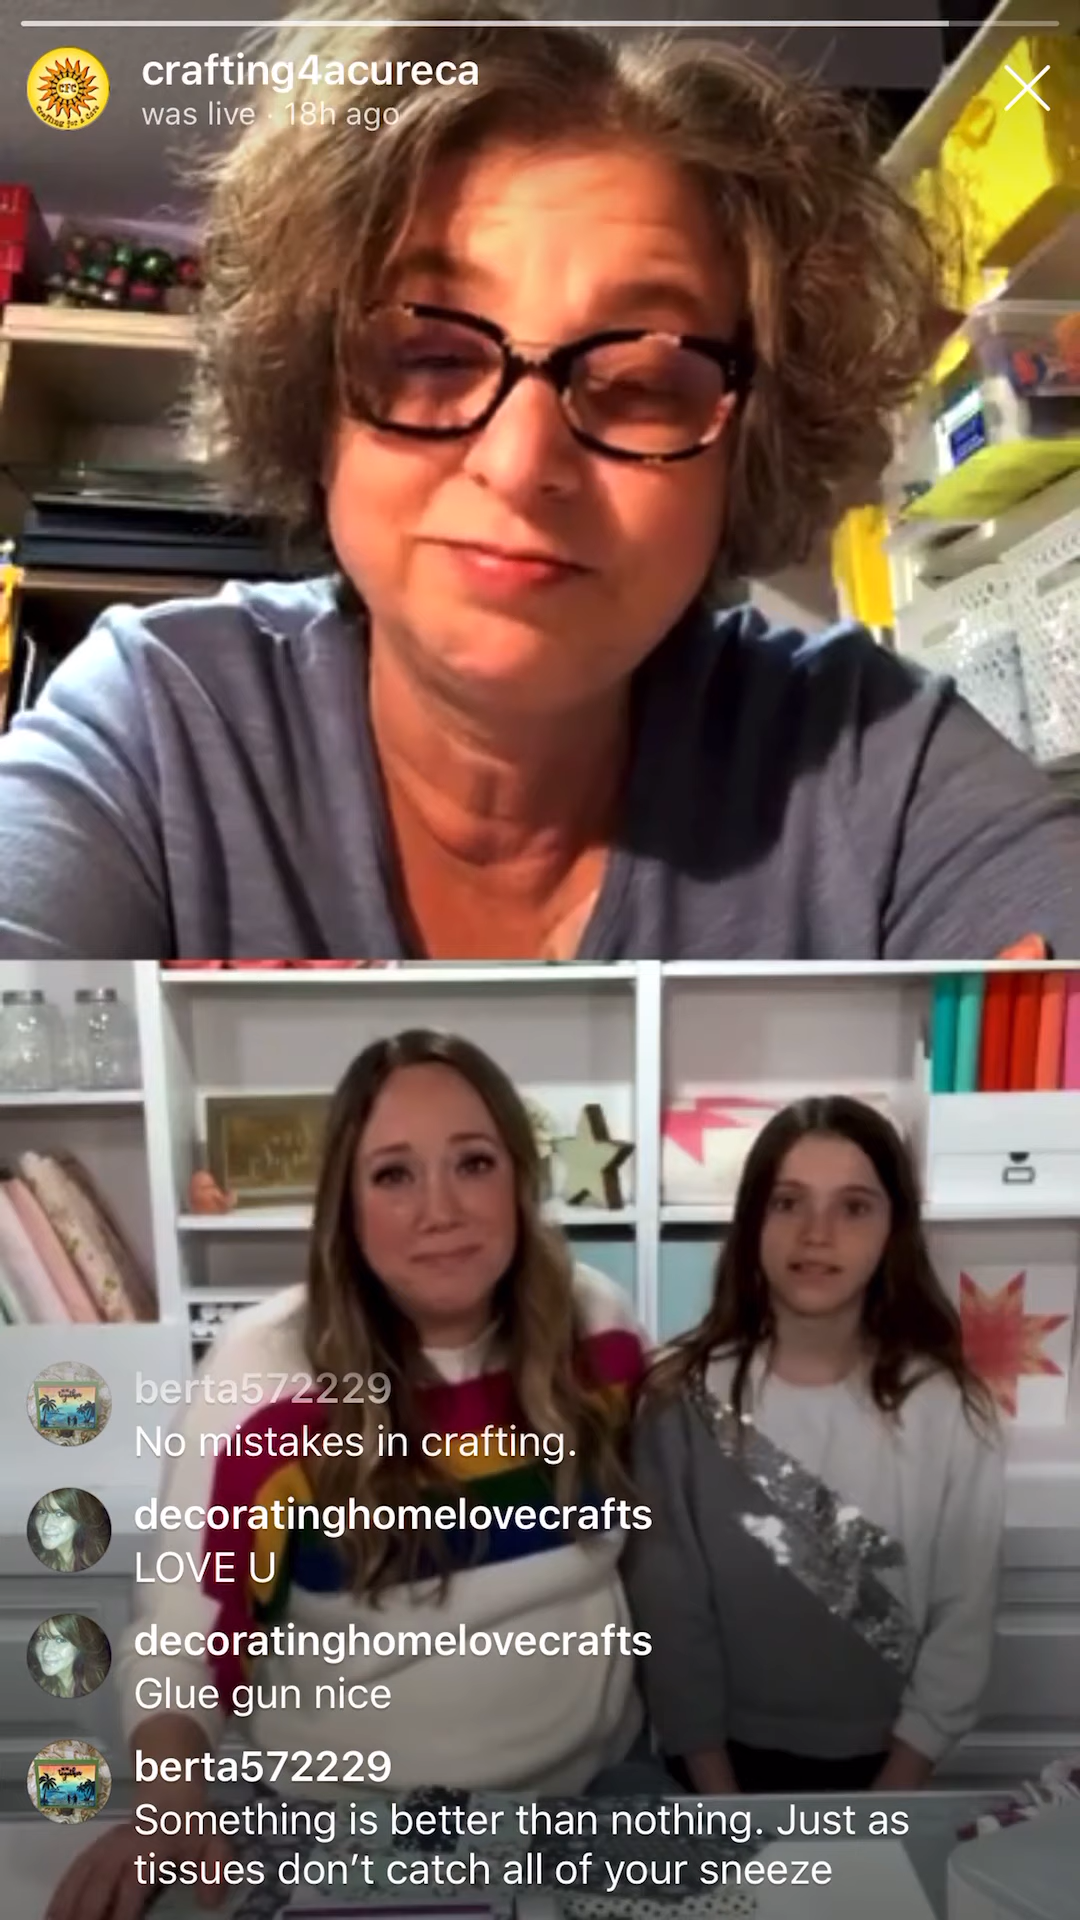 crafting4acureca
was live · 18h ago
CFC
berta572229
No mistakes in crafting.
decoratinghomelovecrafts
LOVE U
decoratinghomelovecrafts
Glue gun nice
berta572229
Something is better than nothing. Just as
tissues don’t catch all of your sneeze